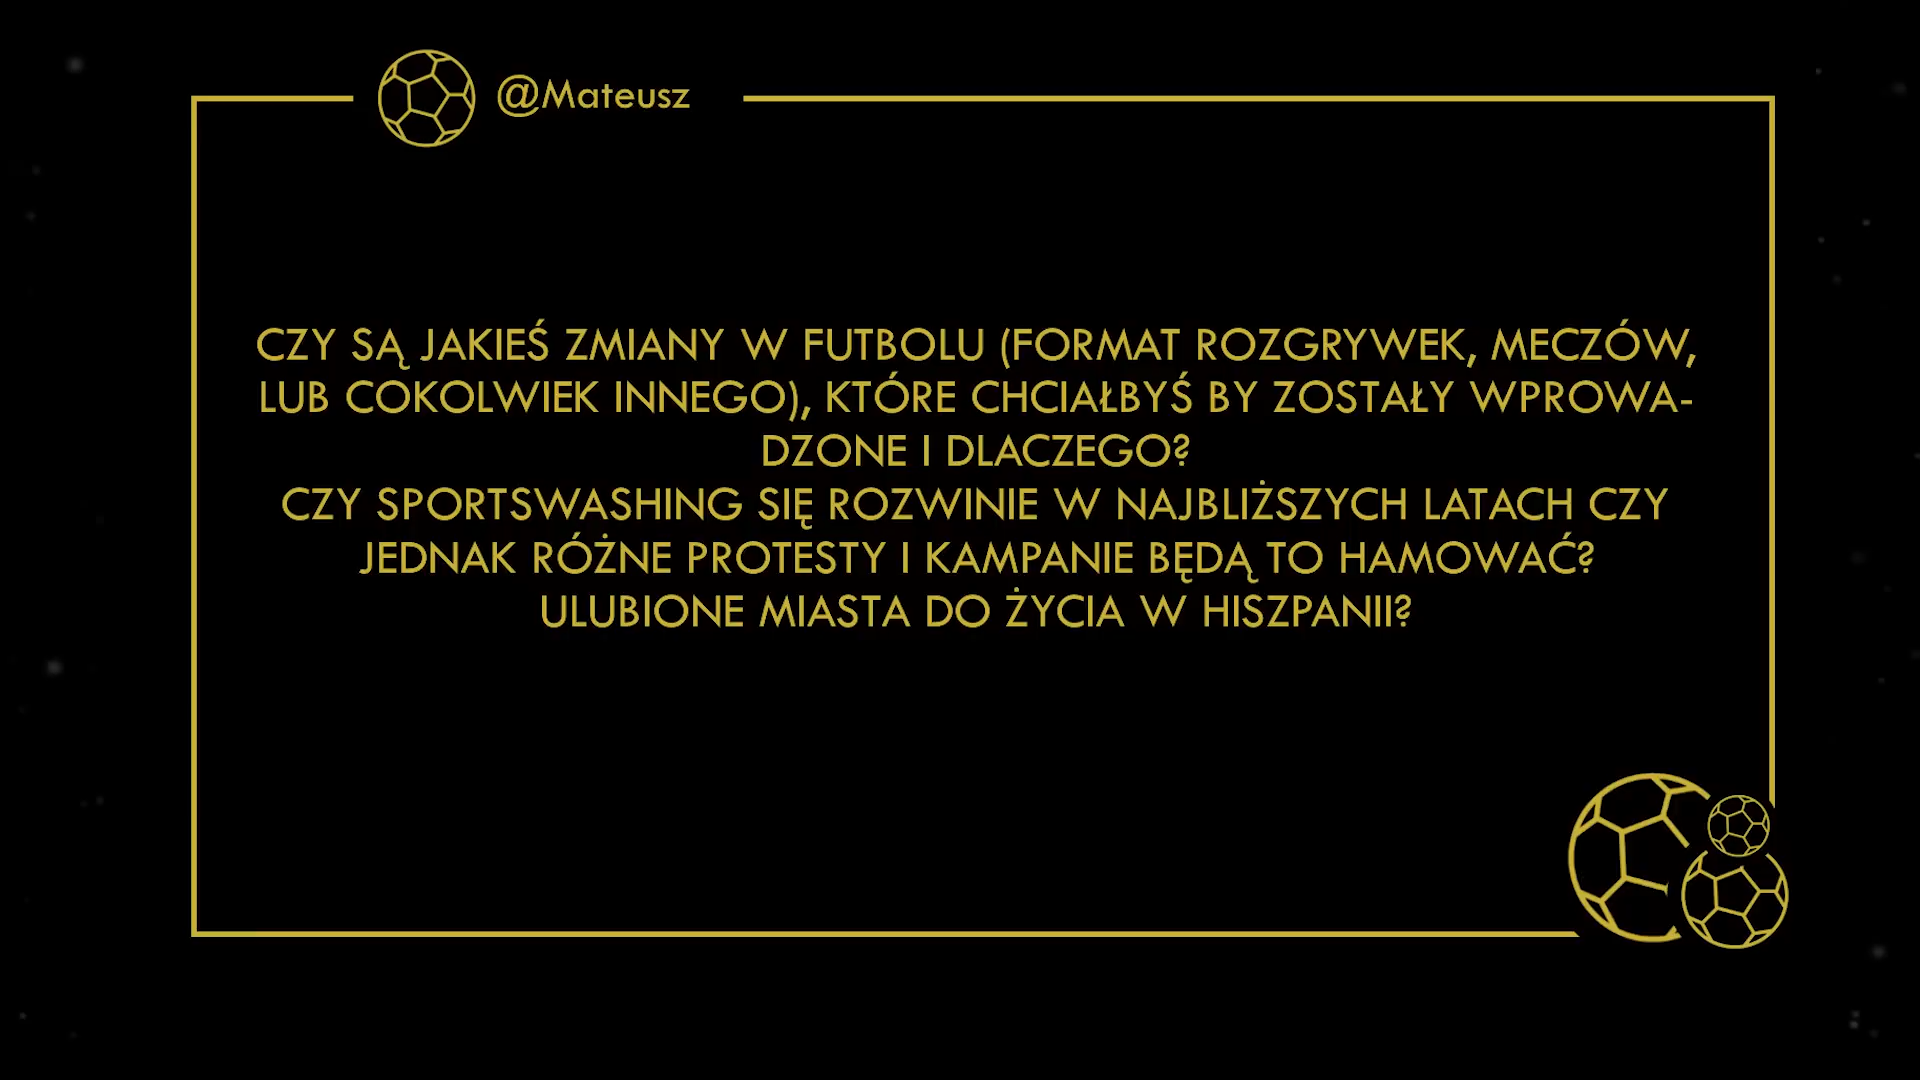 @Mateusz
CZY SĄ JAKIEŚ ZMIANY W FUTBOLU (FORMAT ROZGRYWEK, MECZÓW,
LUB COKOLWIEK INNEGO), KTÓRE CHCIAŁBYŚ BY ZOSTAŁY WPROWA-
DZONE I DLACZEGO?
CZY SPORTSWASHING SIĘ ROZWINIE W NAJBLIŻSZYCH LATACH CZY
JEDNAK RÓŻNE PROTESTY I KAMPANIE BĘDĄ TO HAMOWAĆ?
ULUBIONE MIASTA DO ŻYCIA W HISZPANII?